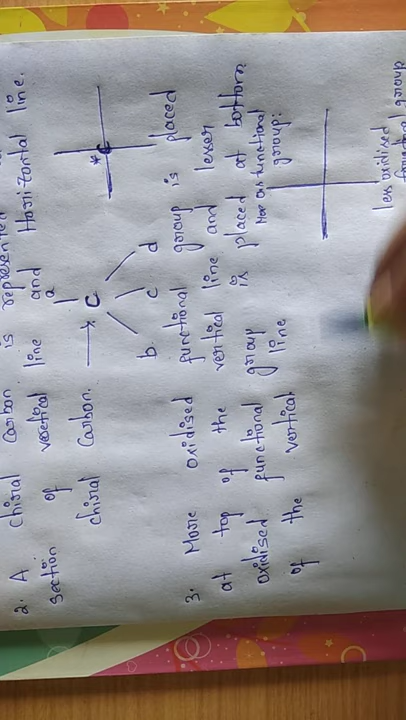 2. A chiral carbon is represented
section of vertical line and Horizontal line.
chiral carbon.
a
C
b c d
*C
3. More oxidised functional group is placed
at top of the vertical line and lesser
oxidised functional group is placed at bottom
of the vertical line
functional
group:
less oxidised
functional group